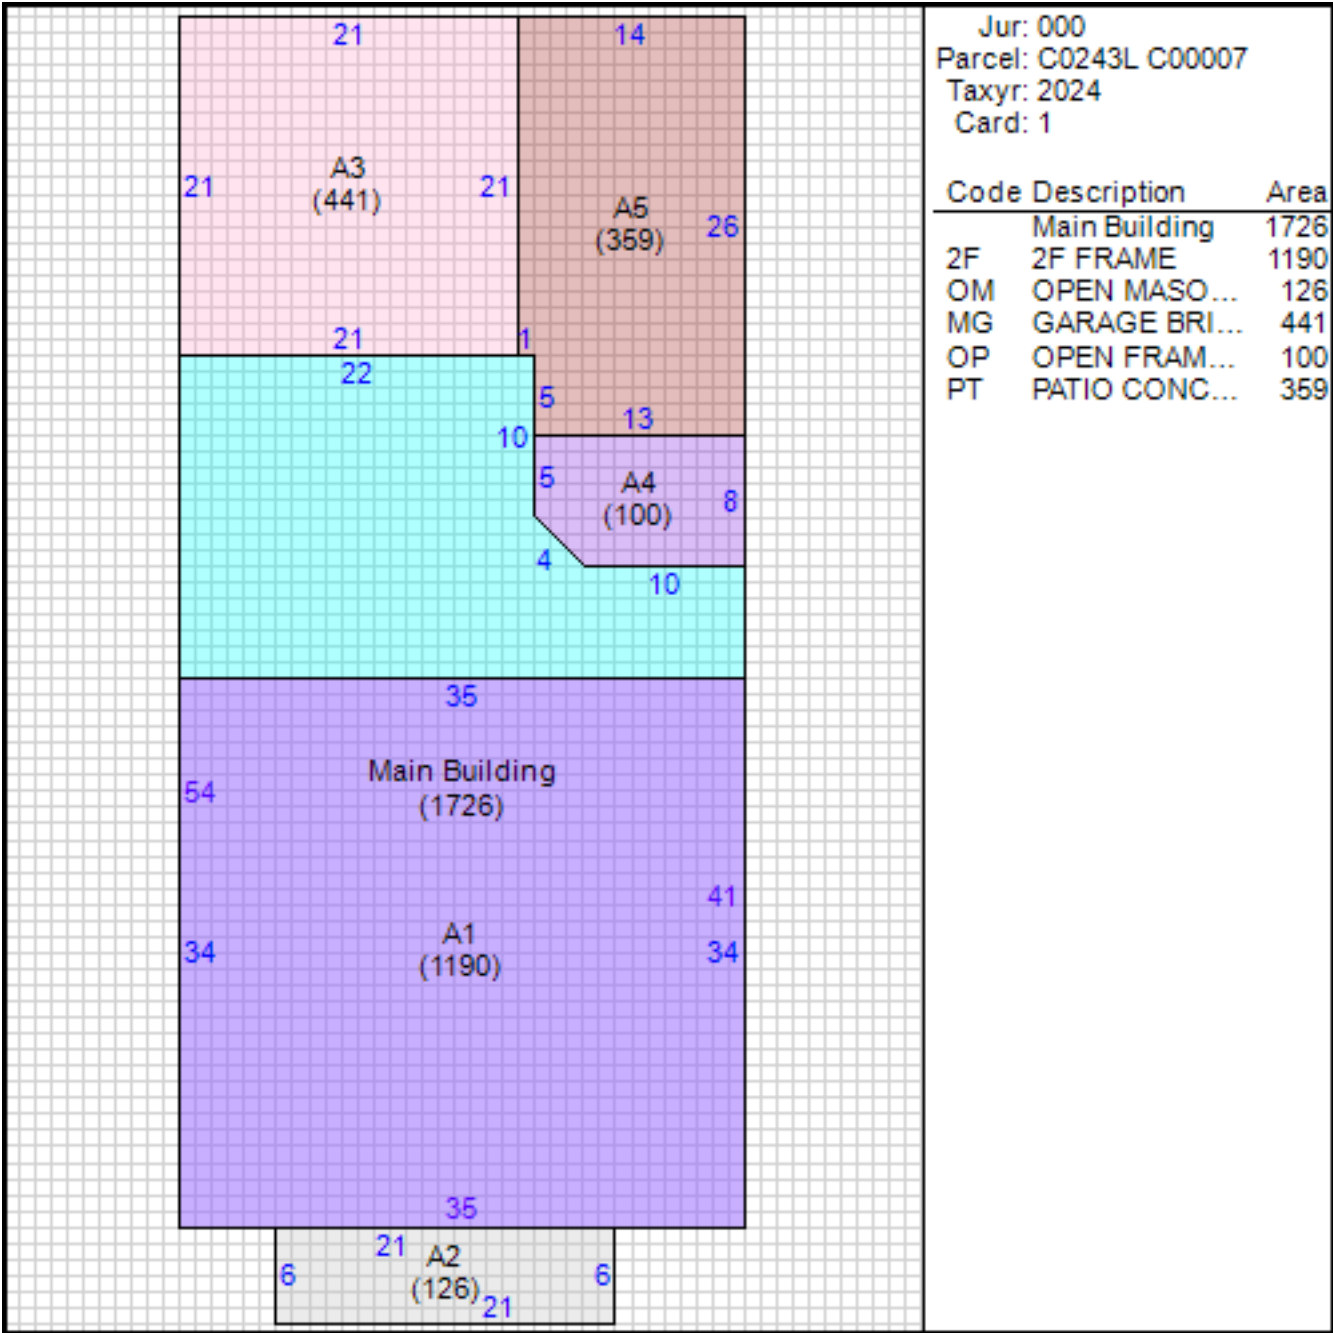 21
14
21
A3
(441)
21
A5
(359)
26
21
1
22
5
13
10
5
A4
(100)
8
4
10
35
Main Building
(1726)
54
41
A1
(1190)
34
34
35
21
A2
(126)
6
6
21
Jur: 000
Parcel: C0243L C00007
Taxyr: 2024
Card: 1
Code Description Area
Main Building 1726
2F 2F FRAME 1190
OM OPEN MASO... 126
MG GARAGE BRI... 441
OP OPEN FRAM... 100
PT PATIO CONC... 359